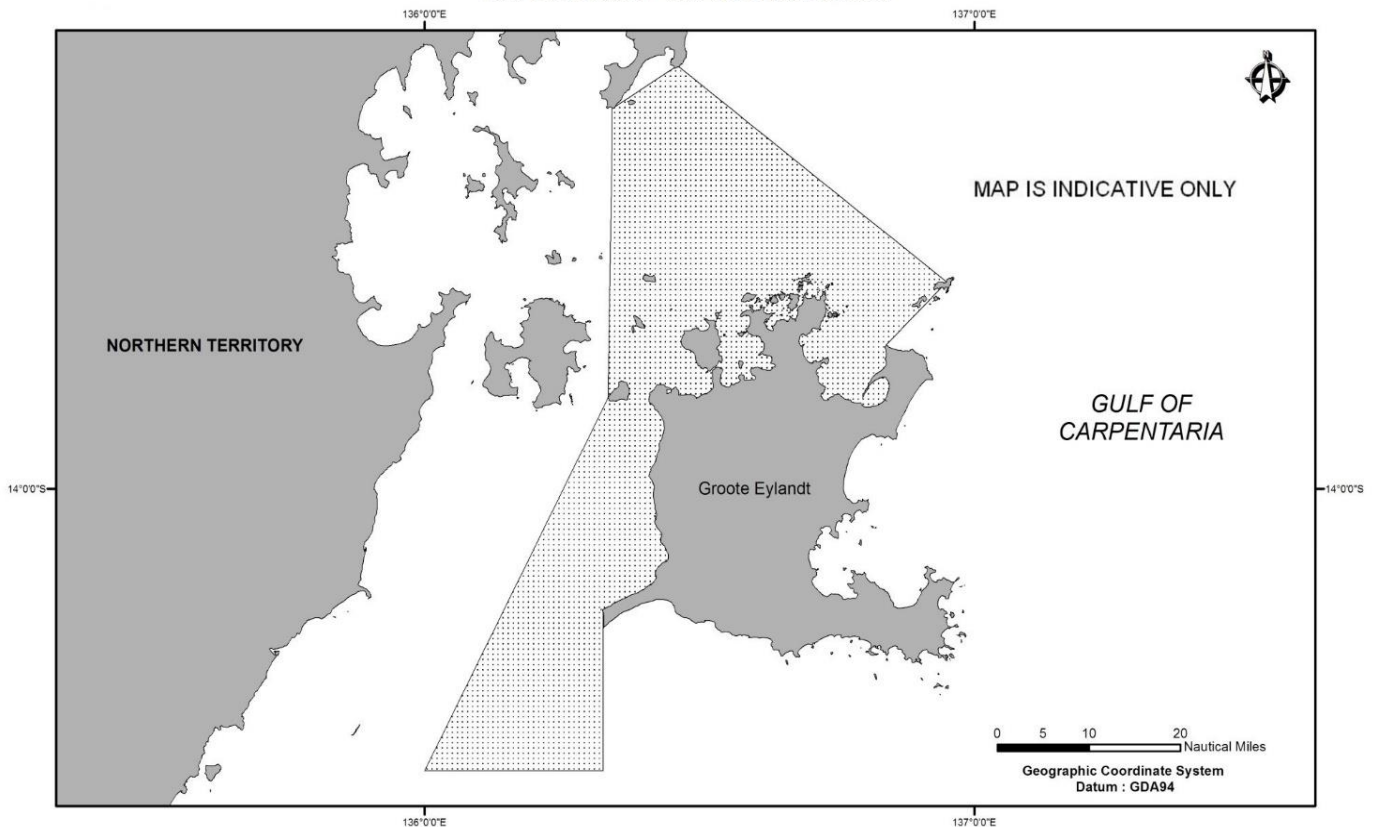 136°0'0"E
137°0'0"E
MAP IS INDICATIVE ONLY
NORTHERN TERRITORY
GULF OF
CARPENTARIA
14°0'0"S
Groote Eylandt
14°0'0"S
0 5 10 20
Nautical Miles
Geographic Coordinate System
Datum : GDA94
136°0'0"E
137°0'0"E